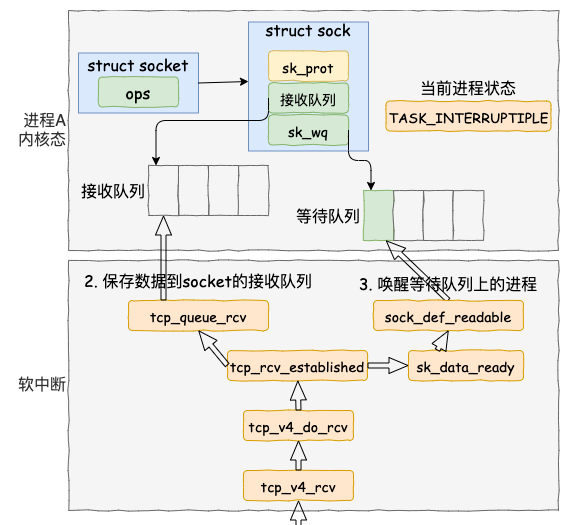 struct sock
struct socket
sk_prot
ops
接收队列
sk_wq
当前进程状态
TASK_INTERRUPTIPLE
进程A
内核态
接收队列
等待队列
2. 保存数据到socket的接收队列
3. 唤醒等待队列上的进程
tcp_queue_rcv
sock_def_readable
软中断
tcp_rcv_established
sk_data_ready
tcp_v4_do_rcv
tcp_v4_rcv